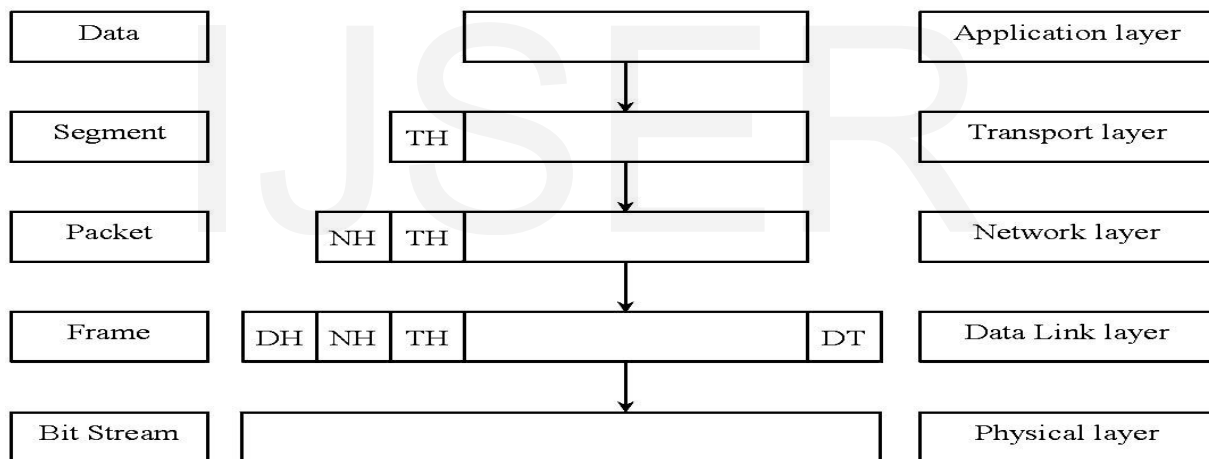 IJSER
Data Application layer
Segment TH Transport layer
Packet NH TH Network layer
Frame DH NH TH DT Data Link layer
Bit Stream Physical layer